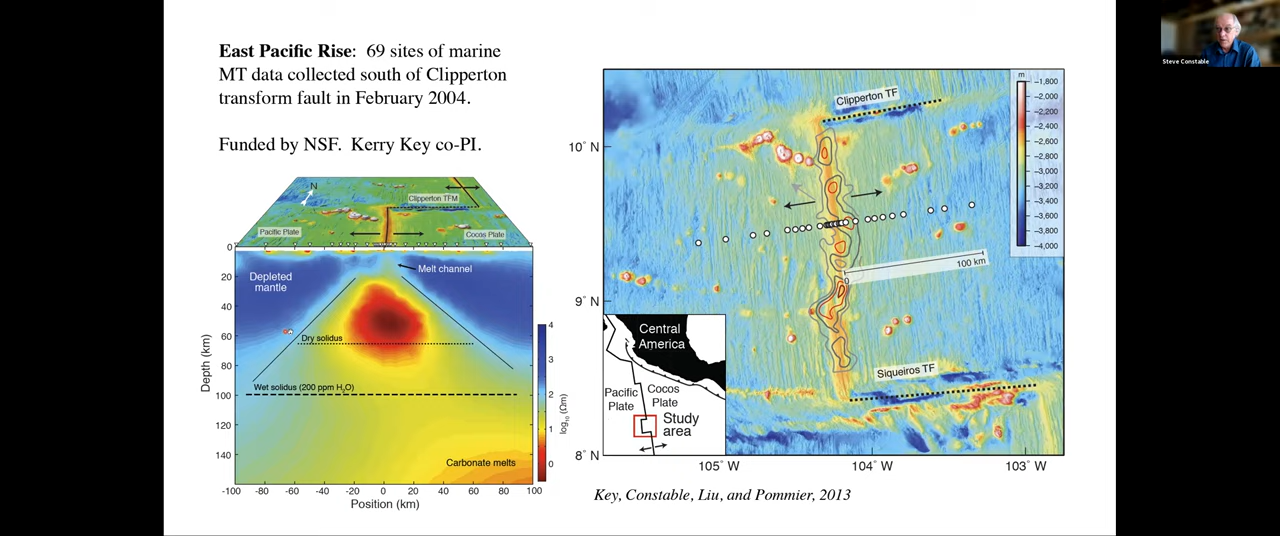 East Pacific Rise: 69 sites of marine
MT data collected south of Clipperton
transform fault in February 2004.
Funded by NSF. Kerry Key co-PI.
N
Clipperton TFM
Pacific Plate
Cocos Plate
Melt channel
Depleted
mantle
Dry solidus
Wet solidus (200 ppm H₂O)
Carbonate melts
0
20
40
60
80
100
120
140
Depth (km)
-100 -80 -60 -40 -20 0 20 40 60 80 100
Position (km)
4
3
2
1
0
log₁₀ (Ωm)
Clipperton TF
m
−1,800
−2,000
−2,200
−2,400
−2,600
−2,800
−3,000
−3,200
−3,400
−3,600
−3,800
−4,000
10° N
9° N
8° N
0
100 km
Central
America
Pacific
Plate
Cocos
Plate
Study
area
Siqueiros TF
105° W
104° W
103° W
Key, Constable, Liu, and Pommier, 2013
Steve Constable